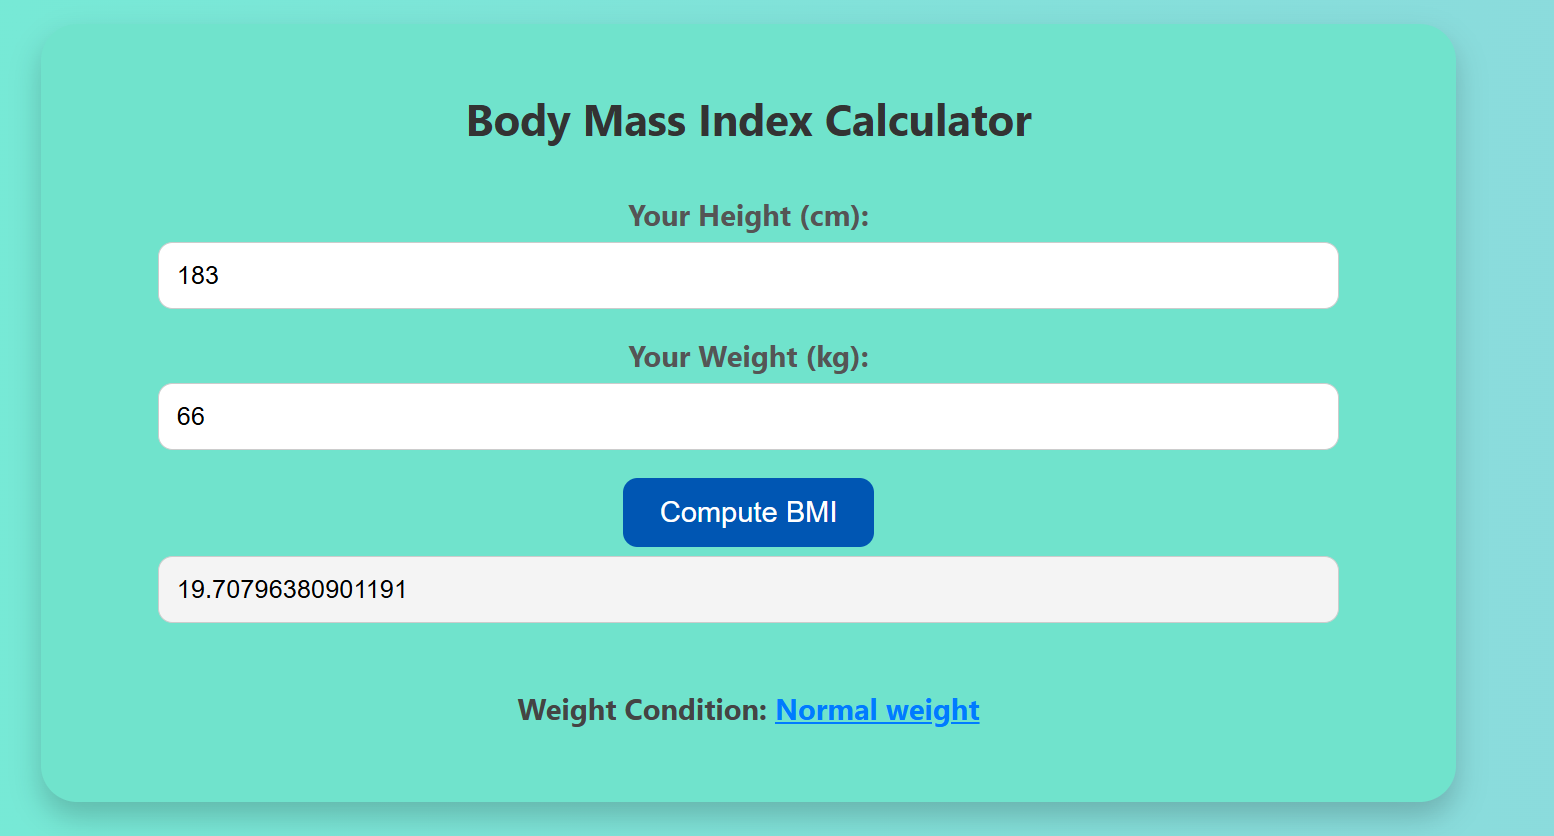 Body Mass Index Calculator
Your Height (cm):
183
Your Weight (kg):
66
Compute BMI
19.70796380901191
Weight Condition: Normal weight